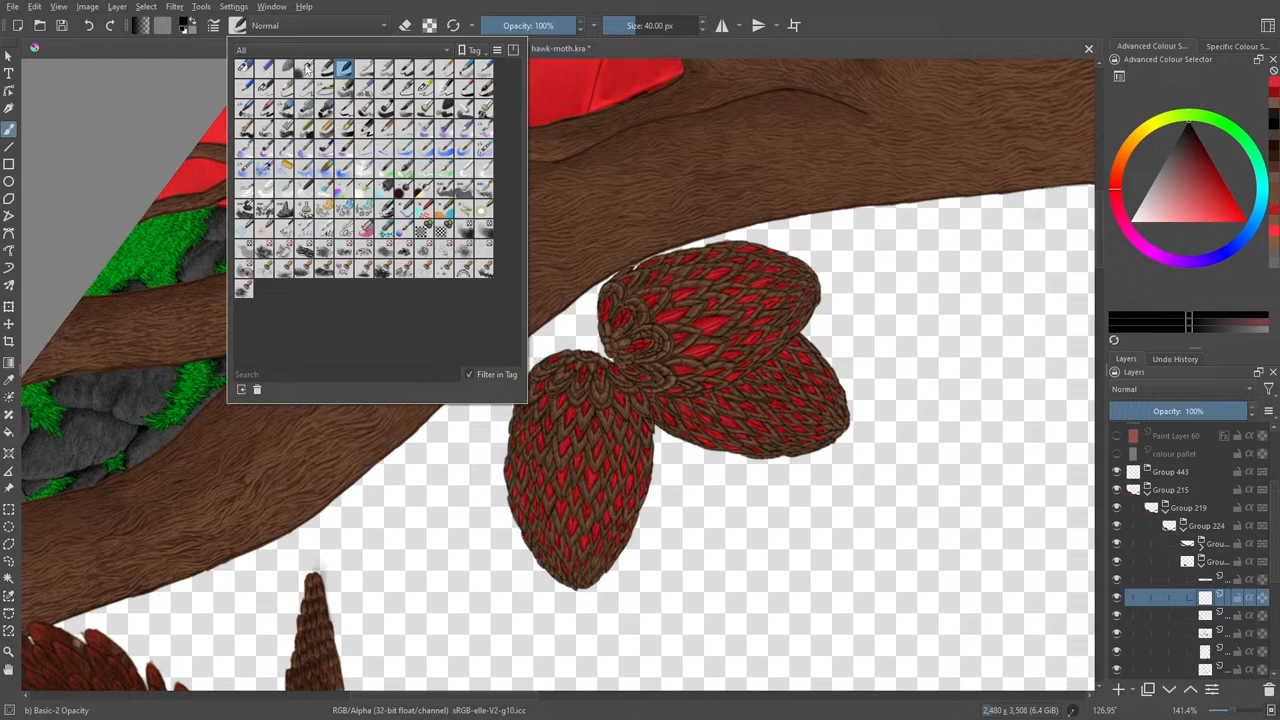 File Edit View Image Layer Select Filter Tools Settings Window Help
Normal Opacity: 100% Size: 40.00 px
hawk-moth.kra *
All Tag
Search Filter in Tag
Advanced Colour S... Specific Colour S...
Advanced Colour Selector
Layers Undo History
Layers
Normal
Opacity: 100%
Paint Layer 60
colour pallet
Group 443
Group 215
Group 219
Group 224
Grou...
Grou...
b) Basic-2 Opacity RGB/Alpha (32-bit float/channel) sRGB-elle-V2-g10.icc 2,480 x 3,508 (6.4 GiB) 126.95° 141.4%